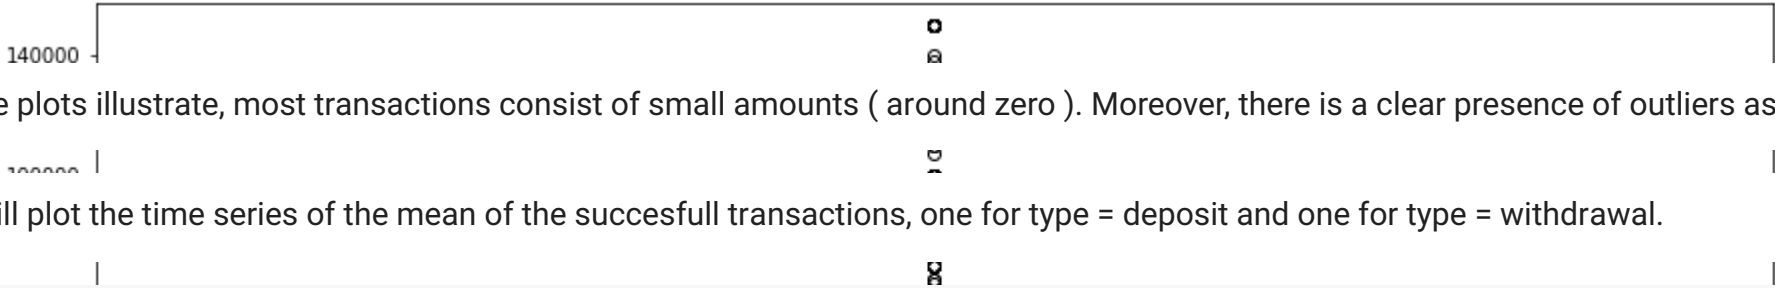 140000
plots illustrate, most transactions consist of small amounts ( around zero ). Moreover, there is a clear presence of outliers as
plot the time series of the mean of the succesfull transactions, one for type = deposit and one for type = withdrawal.